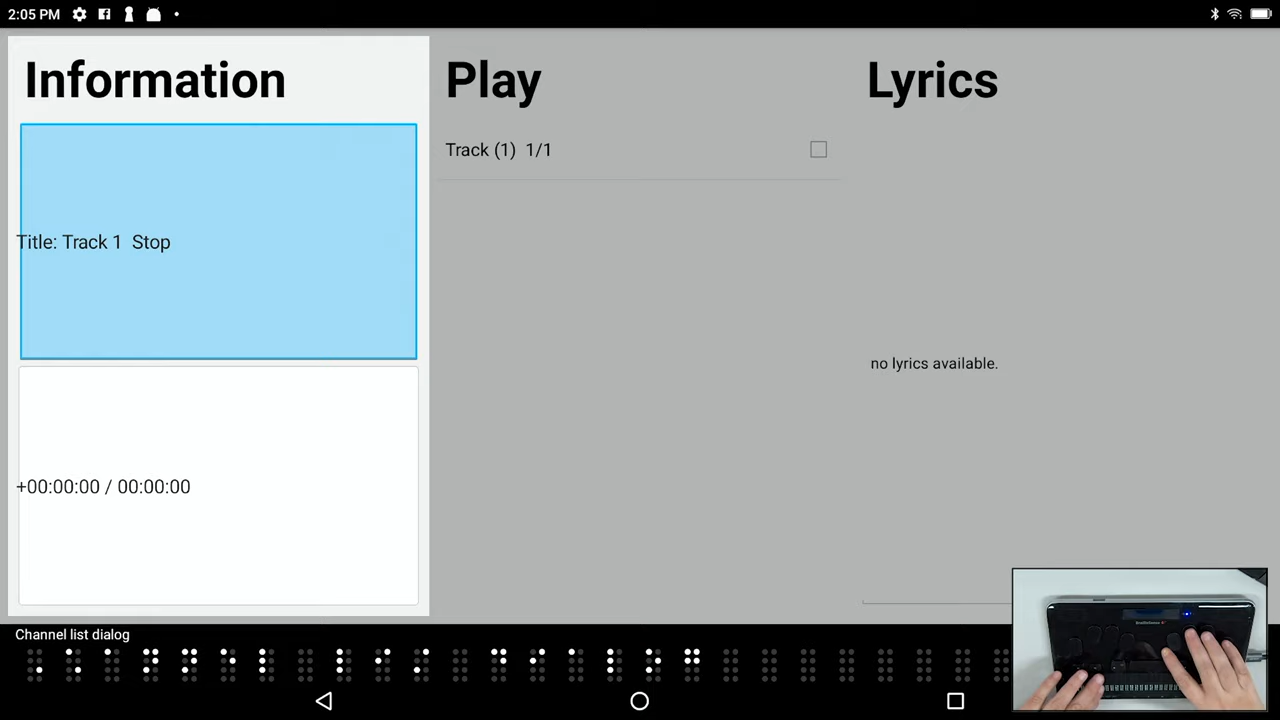 2:05 PM
Information
Title: Track 1  Stop
+00:00:00 / 00:00:00
Play
Track (1)  1/1
Lyrics
no lyrics available.
Channel list dialog